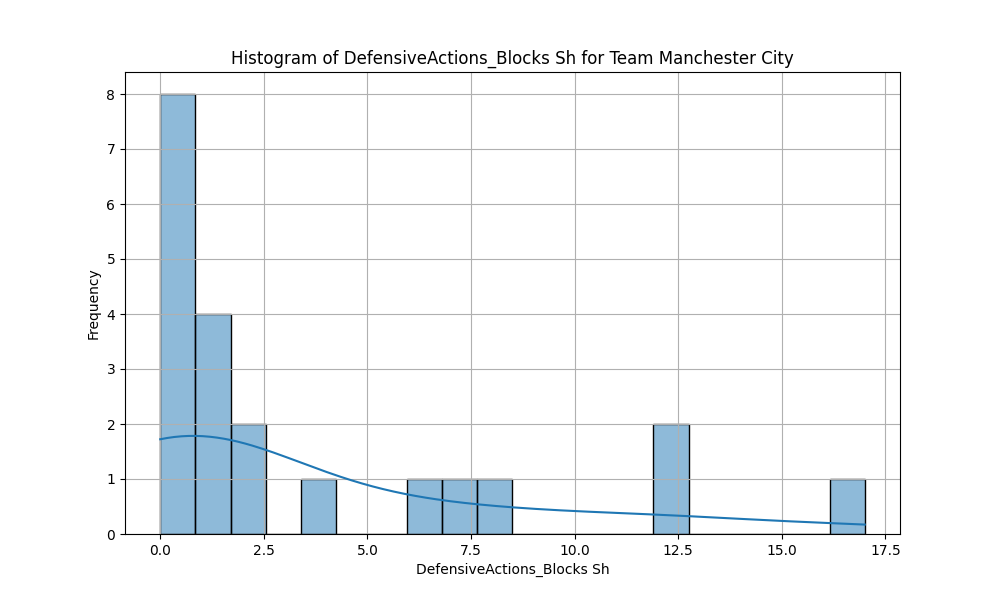 Histogram of DefensiveActions_Blocks Sh for Team Manchester City
8
7
6
5
4
3
2
1
0
Frequency
0.0 2.5 5.0 7.5 10.0 12.5 15.0 17.5
DefensiveActions_Blocks Sh